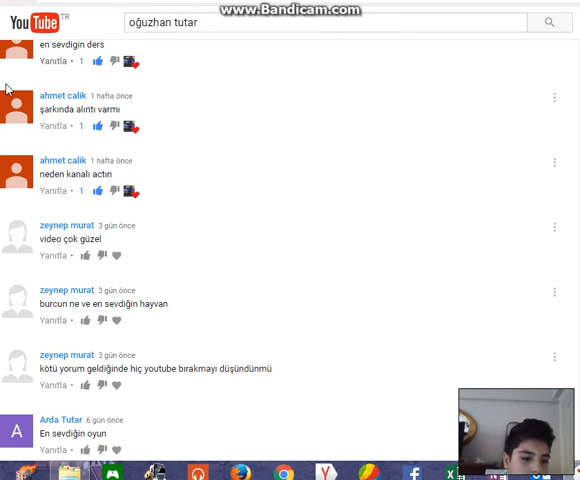 www.Bandicam.com
YouTube TR
oğuzhan tutar
en sevdigin ders
Yanıtla • 1
ahmet calik 1 hafta önce
şarkında alıntı varmı
Yanıtla • 1
ahmet calik 1 hafta önce
neden kanalı actın
Yanıtla • 1
zeynep murat 3 gün önce
video çok güzel
Yanıtla •
zeynep murat 3 gün önce
burcun ne ve en sevdiğin hayvan
Yanıtla •
zeynep murat 3 gün önce
kötü yorum geldiğinde hiç youtube bırakmayı düşündünmü
Yanıtla •
A
Arda Tutar 6 gün önce
En sevdiğin oyun
Yanıtla •